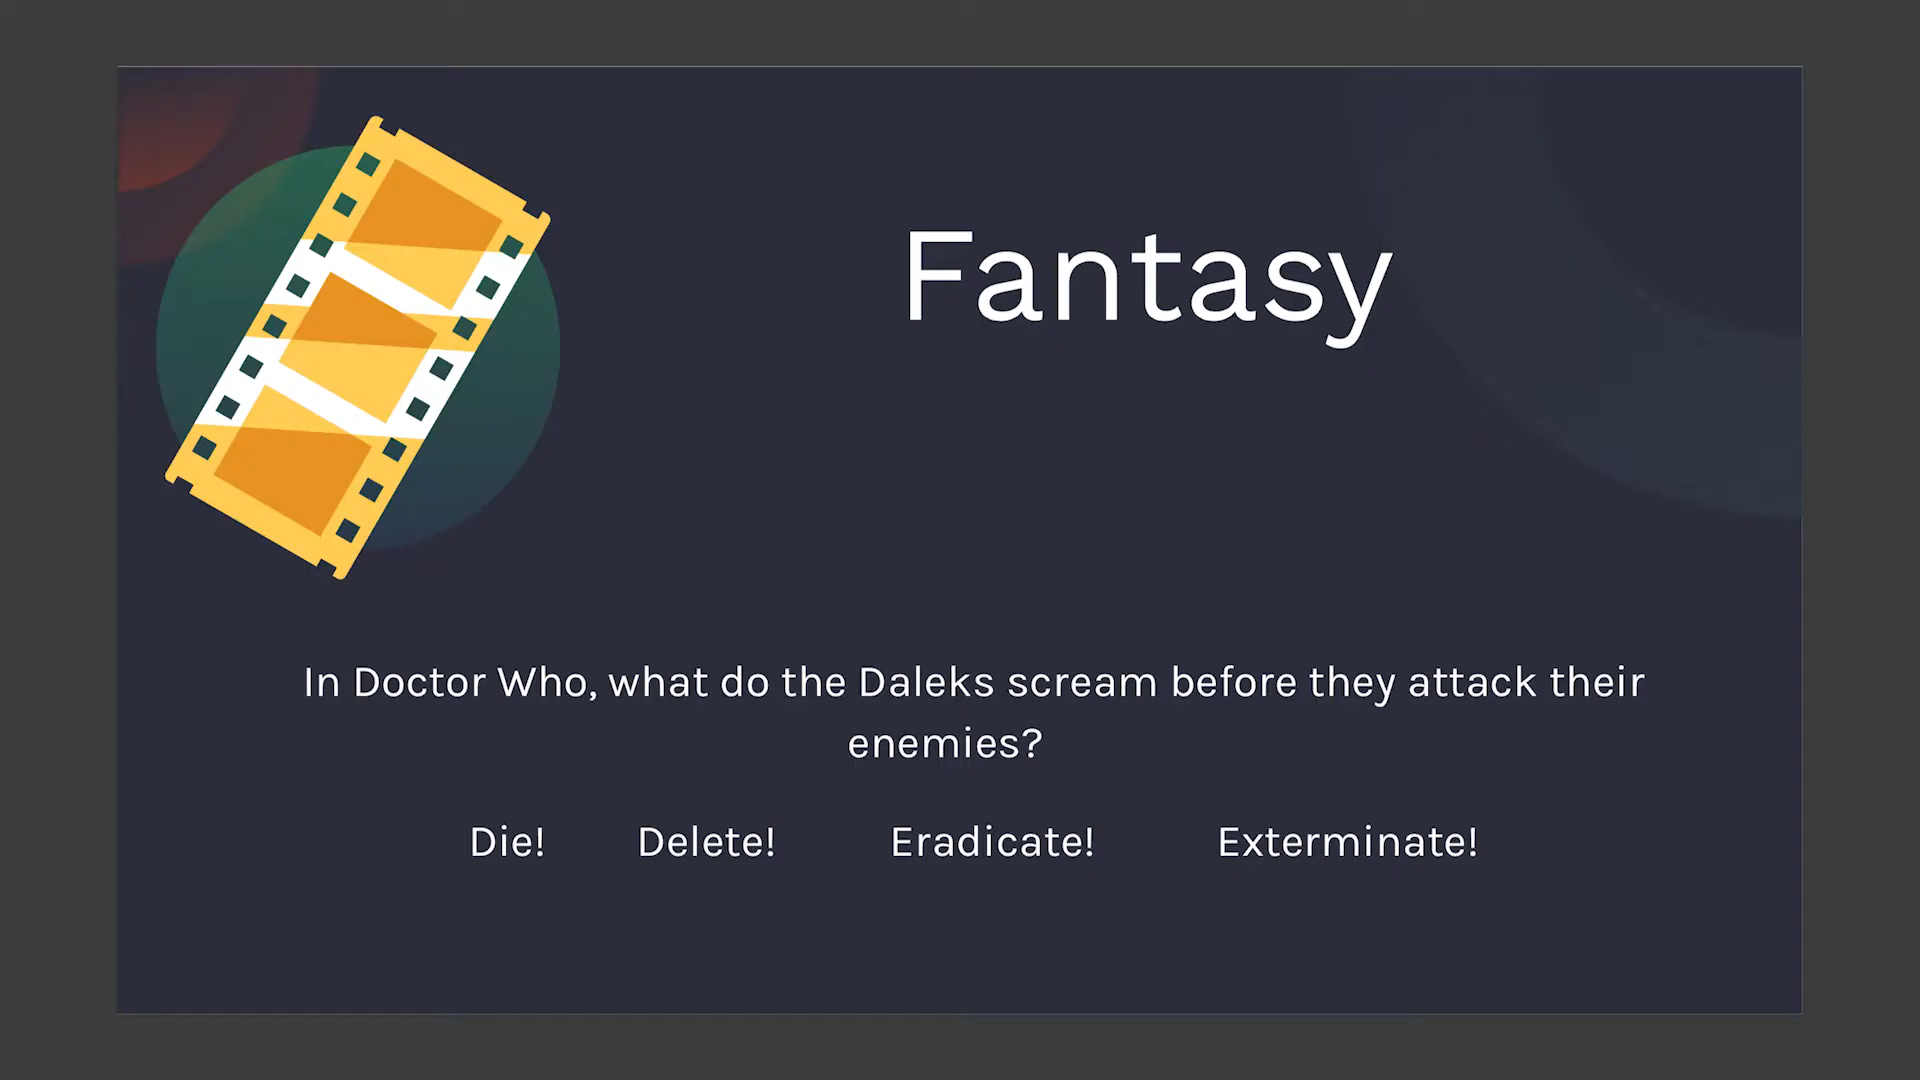 Fantasy
In Doctor Who, what do the Daleks scream before they attack their
enemies?
Die! Delete! Eradicate! Exterminate!